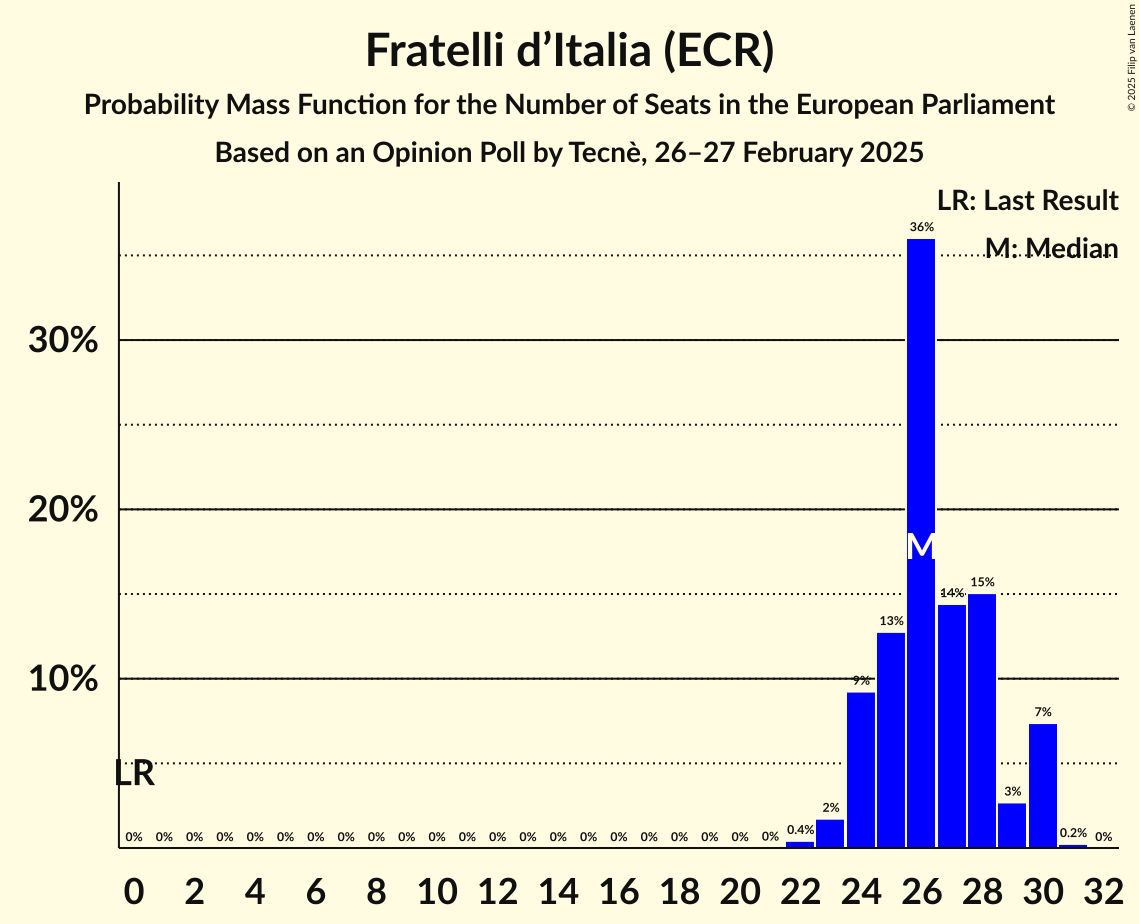 Fratelli d’Italia (ECR)
Probability Mass Function for the Number of Seats in the European Parliament
Based on an Opinion Poll by Tecnè, 26–27 February 2025
© 2025 Filip van Laenen
LR: Last Result
M: Median
36%
30%
20%
M
15%
14%
13%
10%
9%
7%
LR
3%
2%
0% 0% 0% 0% 0% 0% 0% 0% 0% 0% 0% 0% 0% 0% 0% 0% 0% 0% 0% 0% 0% 0% 0.4% 0.2% 0%
0 2 4 6 8 10 12 14 16 18 20 22 24 26 28 30 32